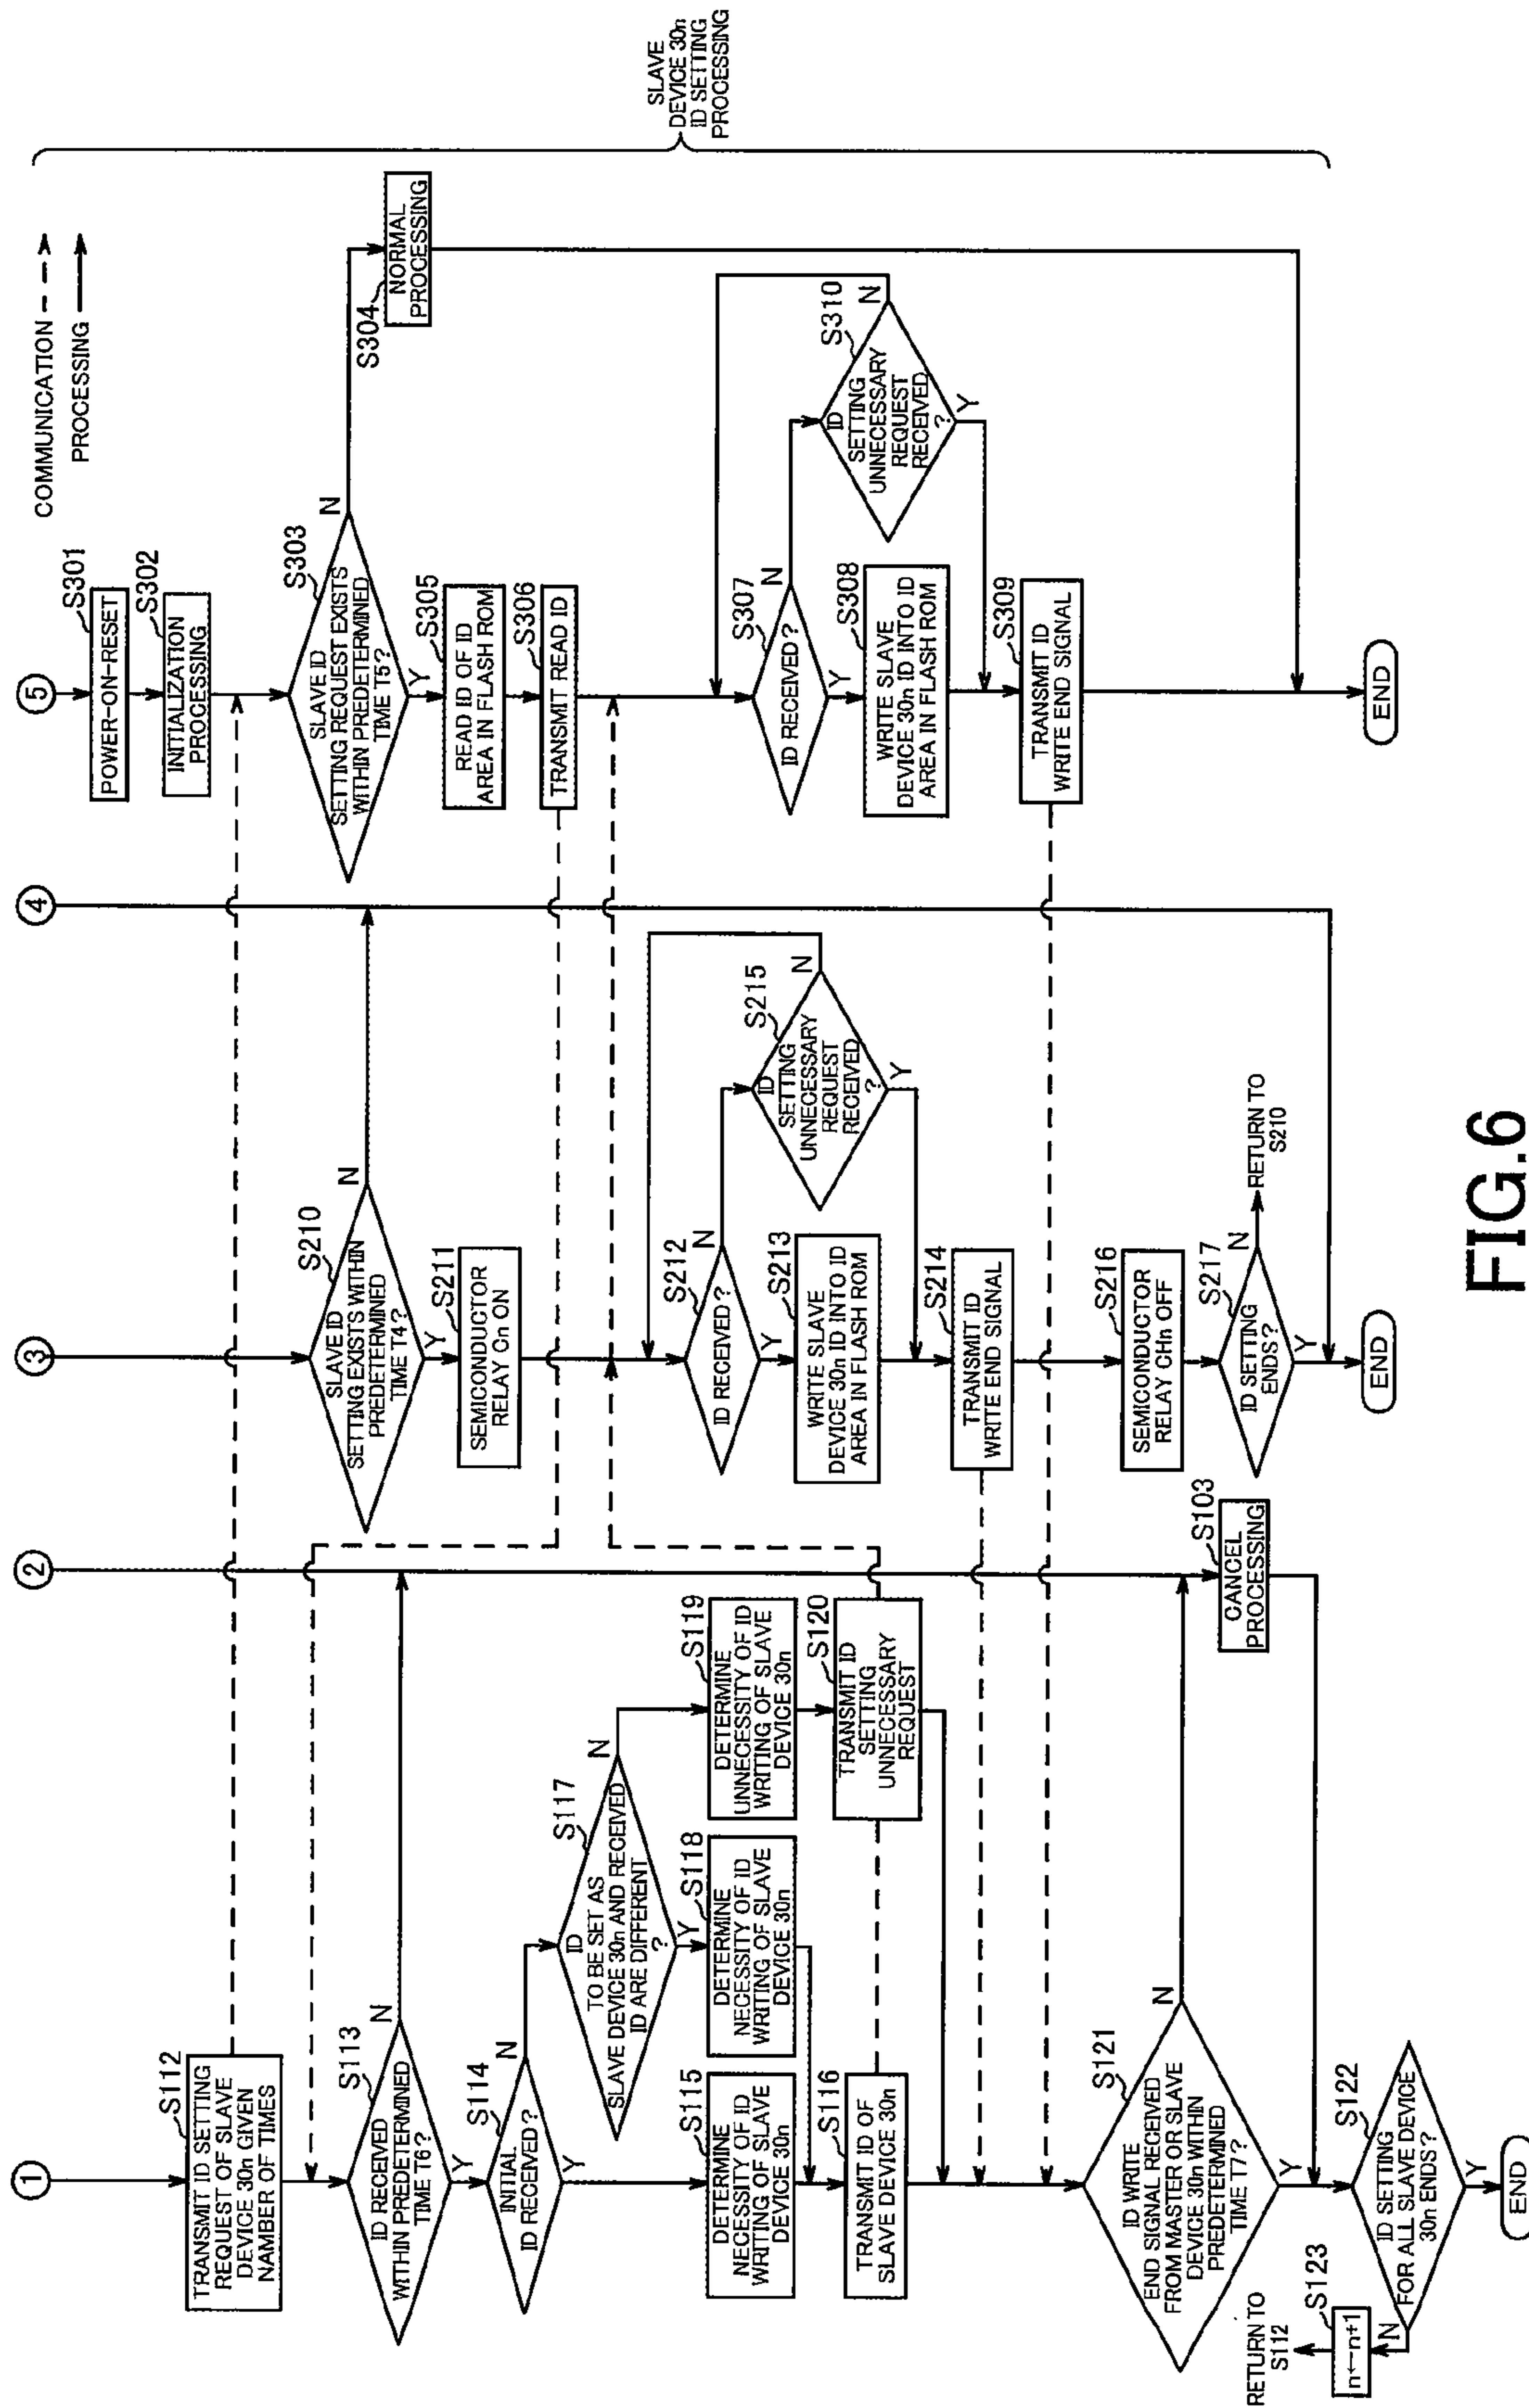 ①
S112
TRANSMIT ID SETTING
REQUEST OF SLAVE
DEVICE 30n GIVEN
NAMBER OF TIMES
S113
ID RECEIVED
WITHIN PREDETERMINED
TIME T6?
N
Y
S114
INITIAL
ID RECEIVED?
N
Y
S117
ID
TO BE SET AS
SLAVE DEVICE 30n AND RECEIVED
ID ARE DIFFERENT
?
N
Y
S115
DETERMINE
NECESSITY OF ID
WRITING OF SLAVE
DEVICE 30n
S118
DETERMINE
NECESSITY OF ID
WRITING OF SLAVE
DEVICE 30n
S119
DETERMINE
UNNECESSITY OF ID
WRITING OF SLAVE
DEVICE 30n
S116
TRANSMIT ID OF
SLAVE DEVICE 30n
S120
TRANSMIT ID
SETTING
UNNECESSARY
REQUEST
S121
ID WRITE
END SIGNAL RECEIVED
FROM MASTER OR SLAVE
DEVICE 30n WITHIN
PREDETERMINED
TIME T7?
N
Y
②
S103
CANCEL
PROCESSING
S122
ID SETTING
FOR ALL SLAVE DEVICE
30n ENDS?
N
Y
S123
n←n+1
RETURN TO
S112
END
③
S210
SLAVE ID
SETTING EXISTS WITHIN
PREDETERMINED
TIME T4?
N
Y
S211
SEMICONDUCTOR
RELAY Cn ON
S212
ID RECEIVED?
N
Y
S215
ID
SETTING
UNNECESSARY
REQUEST
RECEIVED
?
N
Y
S213
WRITE SLAVE
DEVICE 30n ID INTO ID
AREA IN FLASH ROM
S214
TRANSMIT ID
WRITE END SIGNAL
S216
SEMICONDUCTOR
RELAY CHn OFF
S217
ID SETTING
ENDS?
N
RETURN TO
S210
Y
END
④
⑤
COMMUNICATION
PROCESSING
S301
POWER-ON-RESET
S302
INITIALIZATION
PROCESSING
S303
SLAVE ID
SETTING REQUEST EXISTS
WITHIN PREDETERMINED
TIME T5?
N
Y
S304
NORMAL
PROCESSING
S305
READ ID OF ID
AREA IN FLASH ROM
S306
TRANSMIT READ ID
S307
ID RECEIVED?
N
Y
S310
ID
SETTING
UNNECESSARY
REQUEST
RECEIVED
?
N
Y
S308
WRITE SLAVE
DEVICE 30n ID INTO ID
AREA IN FLASH ROM
S309
TRANSMIT ID
WRITE END SIGNAL
END
SLAVE
DEVICE 30n
ID SETTING
PROCESSING
FIG.6